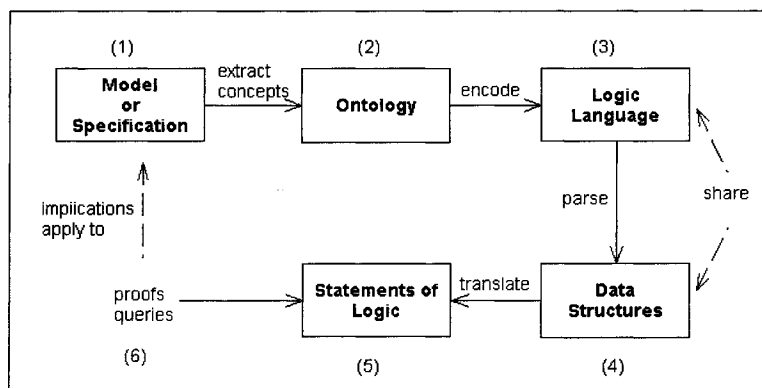 (1)
(2)
(3)
Model
or
Specification
extract
concepts
Ontology
encode
Logic
Language
implications
apply to
parse
share
proofs
queries
Statements of
Logic
translate
Data
Structures
(6)
(5)
(4)